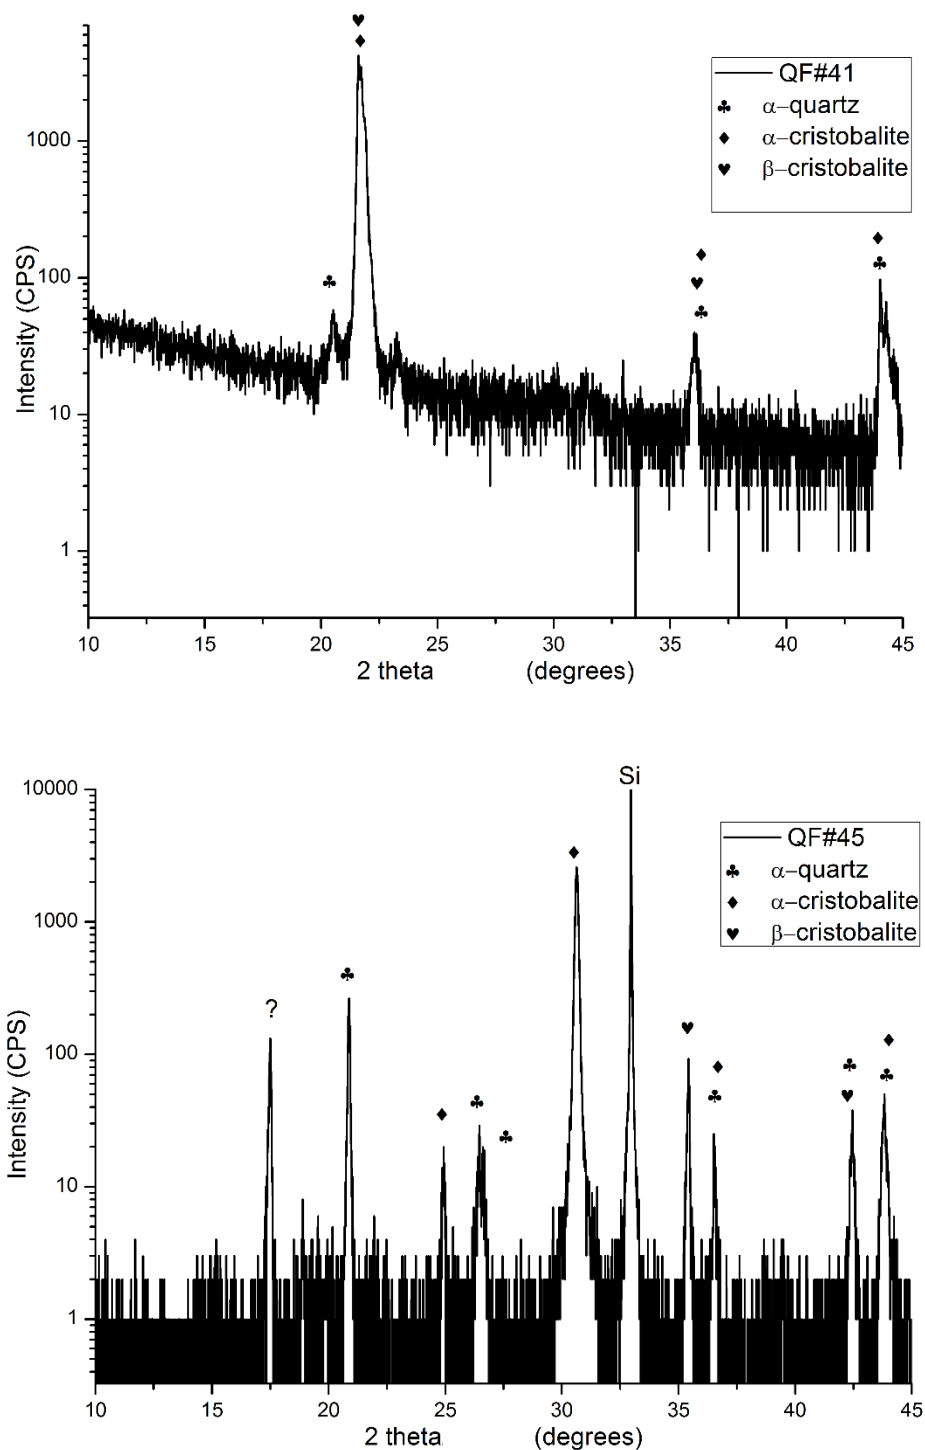 ♥
♦
QF#41
♣ α–quartz
♦ α–cristobalite
♥ β–cristobalite
1000
100
10
1
Intensity (CPS)
♣
♦
♥
♣
♦
♣
10 15 20 25 30 35 40 45
2 theta (degrees)
Si
10000
1000
100
10
1
Intensity (CPS)
QF#45
♣ α–quartz
♦ α–cristobalite
♥ β–cristobalite
?
♣
♦
♣
♣
♦
♥
♦
♣
♣
♥
♦
♣
10 15 20 25 30 35 40 45
2 theta (degrees)